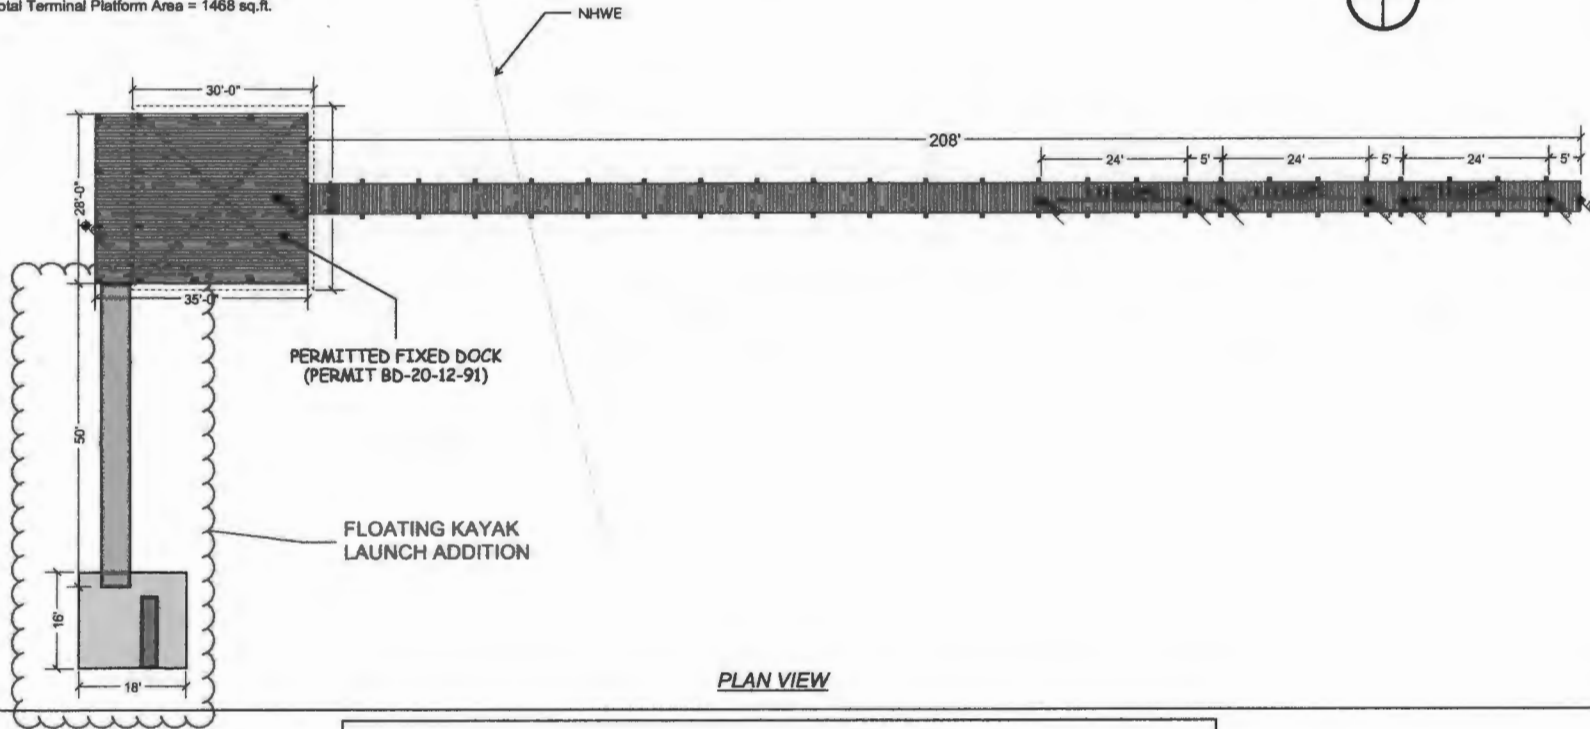 otal Terminal Platform Area = 1468 sq.ft.
NHWE
30'-0"
208'
24'
5'
24'
5'
24'
5'
28'-0"
35'-0"
PERMITTED FIXED DOCK
(PERMIT BD-20-12-91)
50'
FLOATING KAYAK
LAUNCH ADDITION
16'
18'
PLAN VIEW